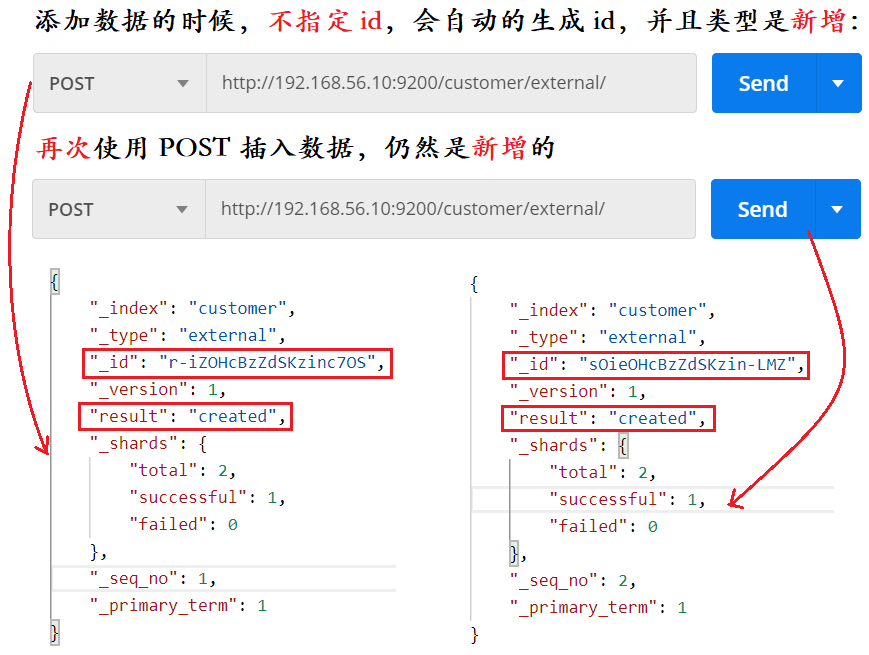 添加数据的时候，不指定 id，会自动的生成 id，并且类型是新增：
POST http://192.168.56.10:9200/customer/external/ Send
再次使用 POST 插入数据，仍然是新增的
POST http://192.168.56.10:9200/customer/external/ Send
{
"_index": "customer",
"_type": "external",
"_id": "r-iZOHcBzZdSKzinc7OS",
"_version": 1,
"result": "created",
"_shards": {
"total": 2,
"successful": 1,
"failed": 0
},
"_seq_no": 1,
"_primary_term": 1
}
{
"_index": "customer",
"_type": "external",
"_id": "sOieOHcBzZdSKzin-LMZ",
"_version": 1,
"result": "created",
"_shards": {
"total": 2,
"successful": 1,
"failed": 0
},
"_seq_no": 2,
"_primary_term": 1
}